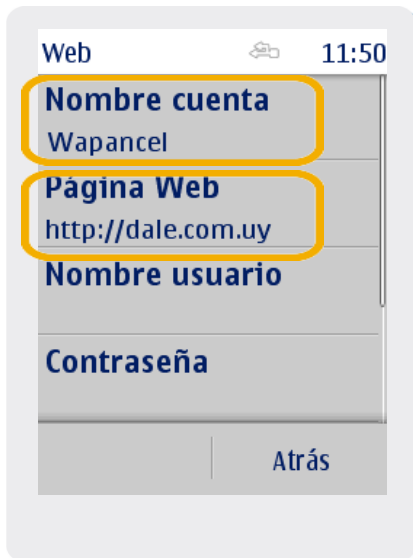 Web 11:50
Nombre cuenta
Wapancel
Página Web
http://dale.com.uy
Nombre usuario
Contraseña
Atrás